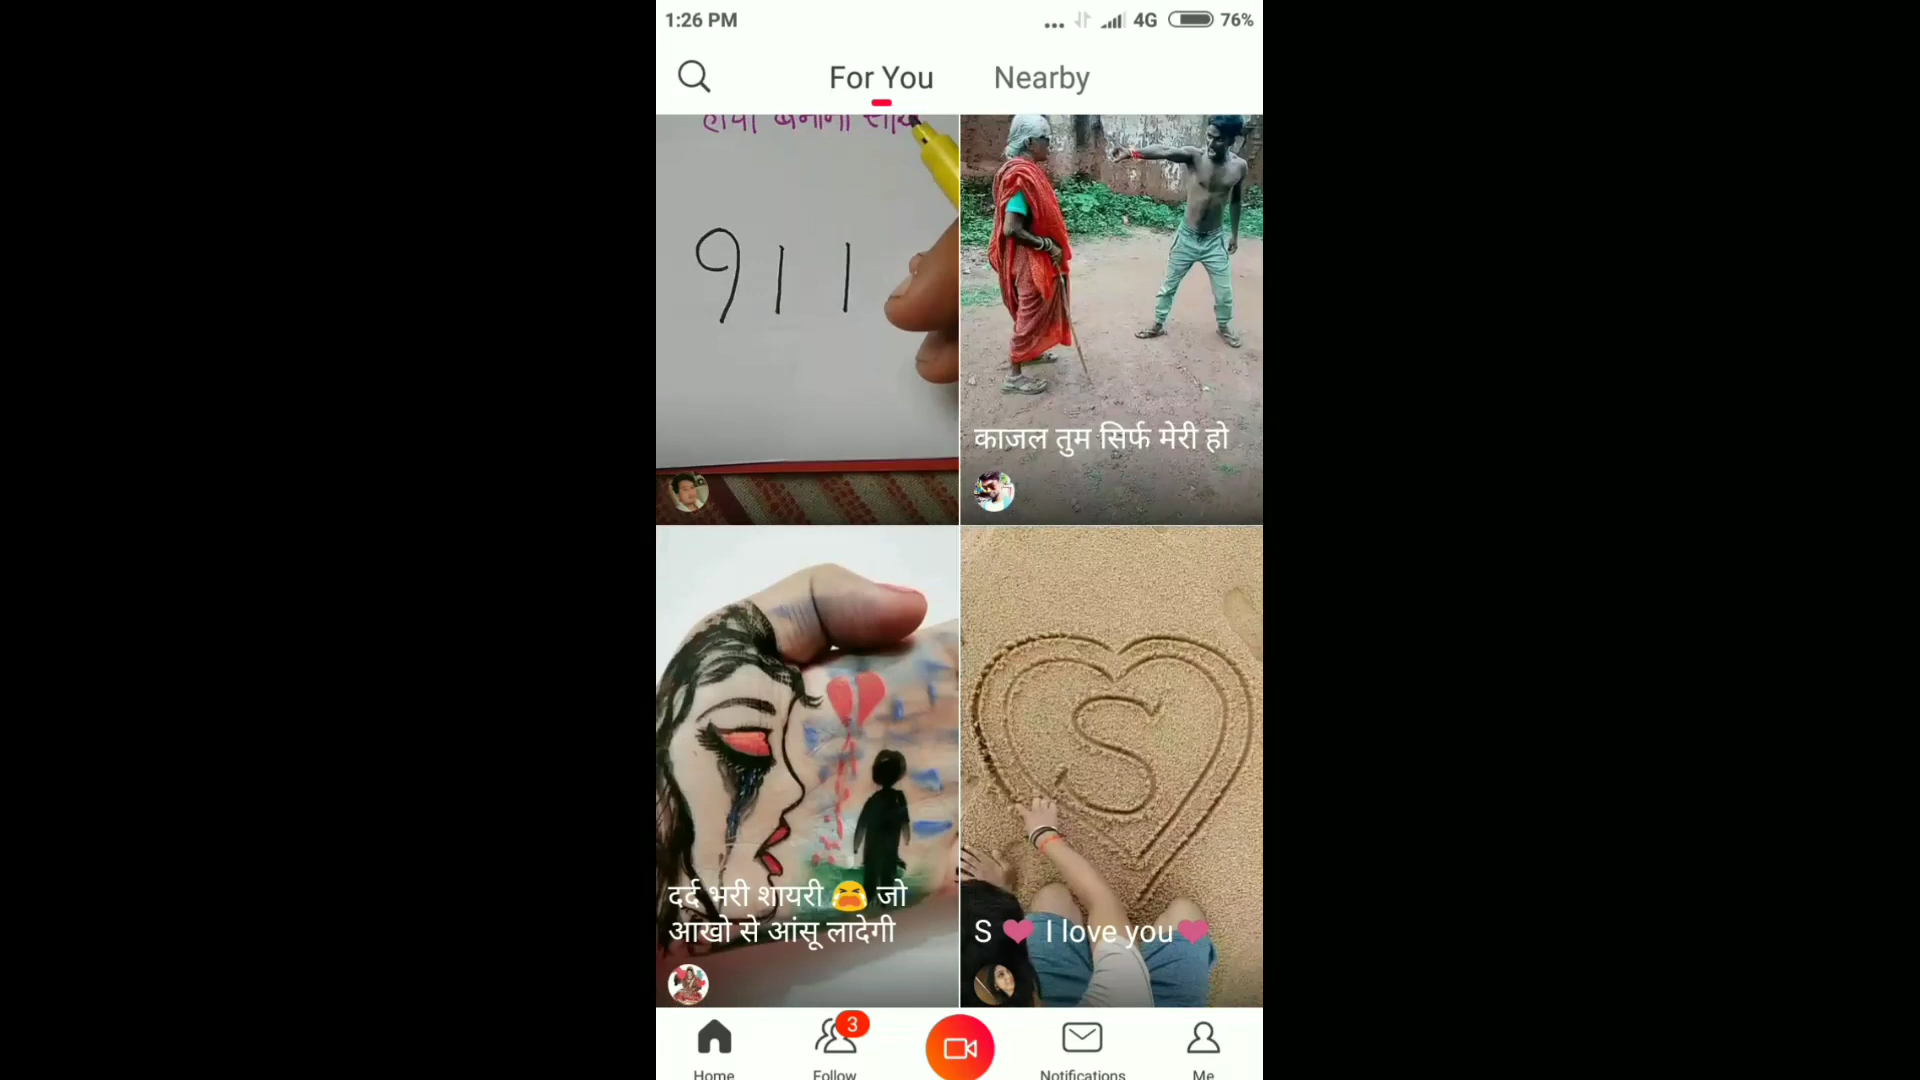 1:26 PM
4G
76%
For You
Nearby
911
काजल तुम सिर्फ मेरी हो
दर्द भरी शायरी 😭 जो
आखो से आंसू लादेगी
S
S ❤ I love you❤
3
Home
Follow
Notifications
Me